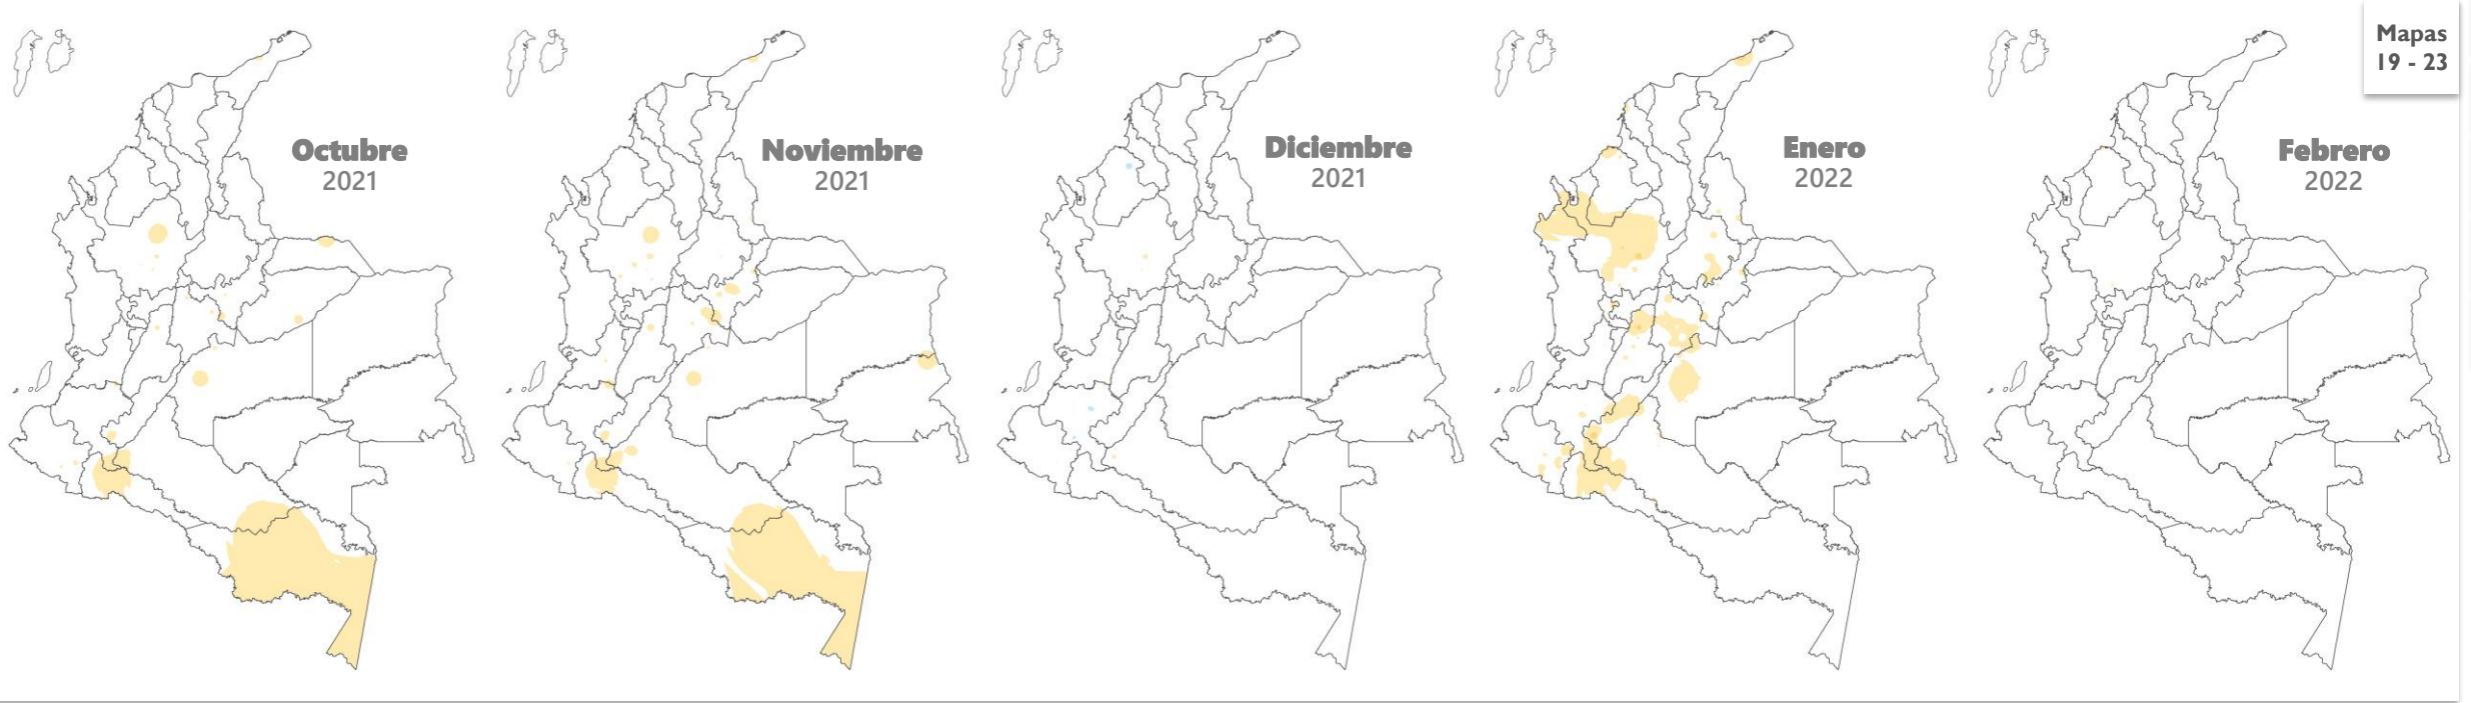 Mapas
19 - 23
Octubre
2021
Noviembre
2021
Diciembre
2021
Enero
2022
Febrero
2022